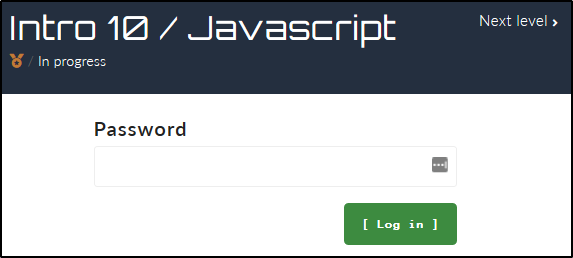 Intro 10 / Javascript
Next level >
/ In progress
Password
[ Log in ]